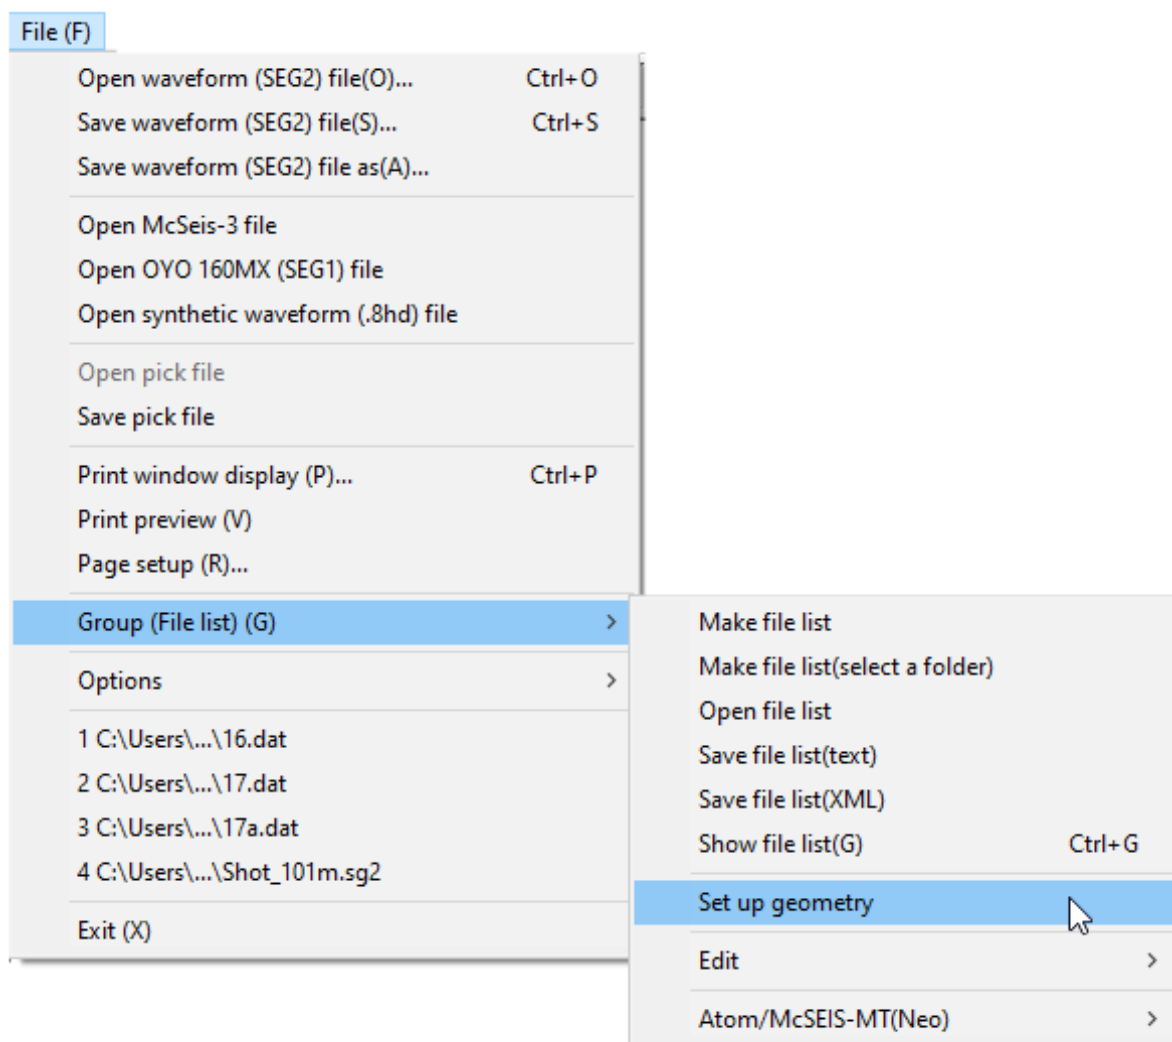 File (F)
Open waveform (SEG2) file(O)... Ctrl+O
Save waveform (SEG2) file(S)... Ctrl+S
Save waveform (SEG2) file as(A)...
Open McSeis-3 file
Open OYO 160MX (SEG1) file
Open synthetic waveform (.8hd) file
Open pick file
Save pick file
Print window display (P)... Ctrl+P
Print preview (V)
Page setup (R)...
Group (File list) (G) >
Options >
1 C:\Users\...\16.dat
2 C:\Users\...\17.dat
3 C:\Users\...\17a.dat
4 C:\Users\...\Shot_101m.sg2
Exit (X)
Make file list
Make file list(select a folder)
Open file list
Save file list(text)
Save file list(XML)
Show file list(G) Ctrl+G
Set up geometry
Edit >
Atom/McSEIS-MT(Neo) >